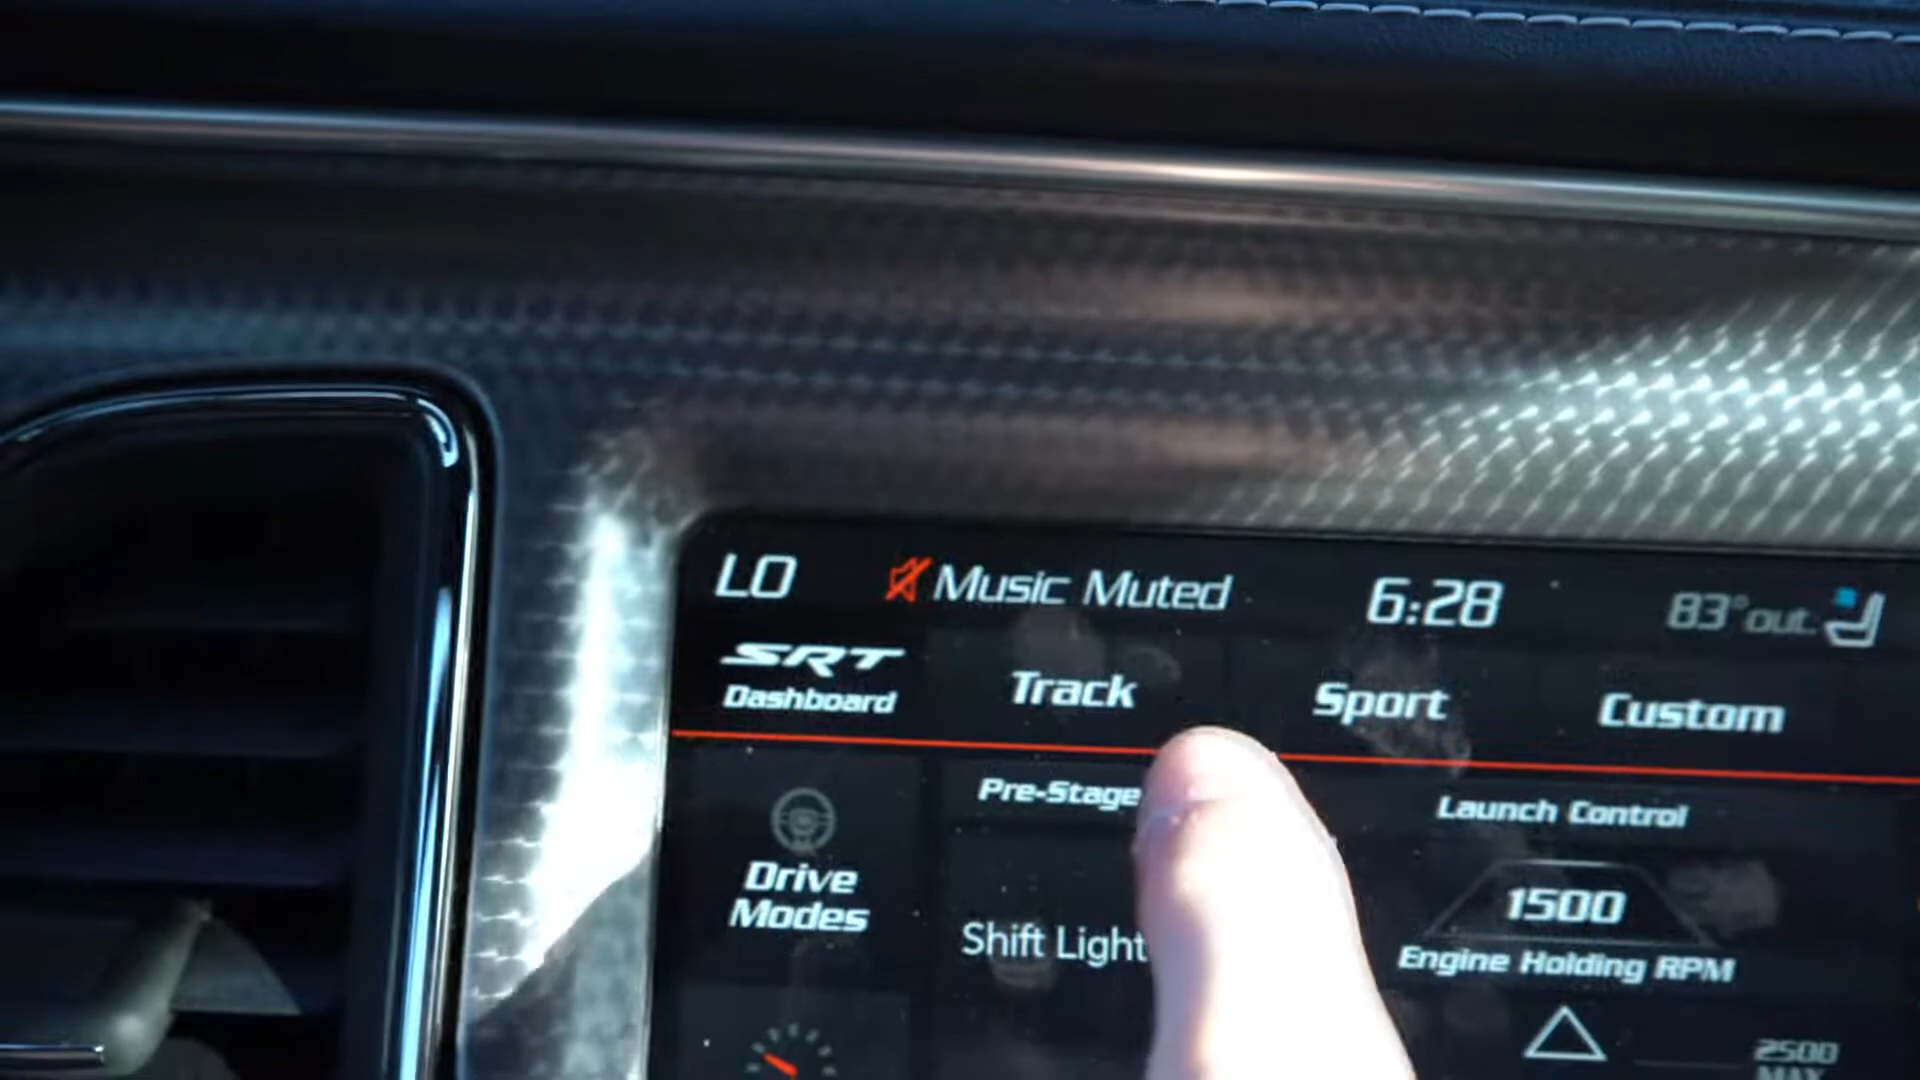 LO Music Muted 6:28 83° out.
SRT Track Sport Custom
Dashboard
Pre-Stage Launch Control
Drive
Modes
1500
Shift Light
Engine Holding RPM
2500
MAX